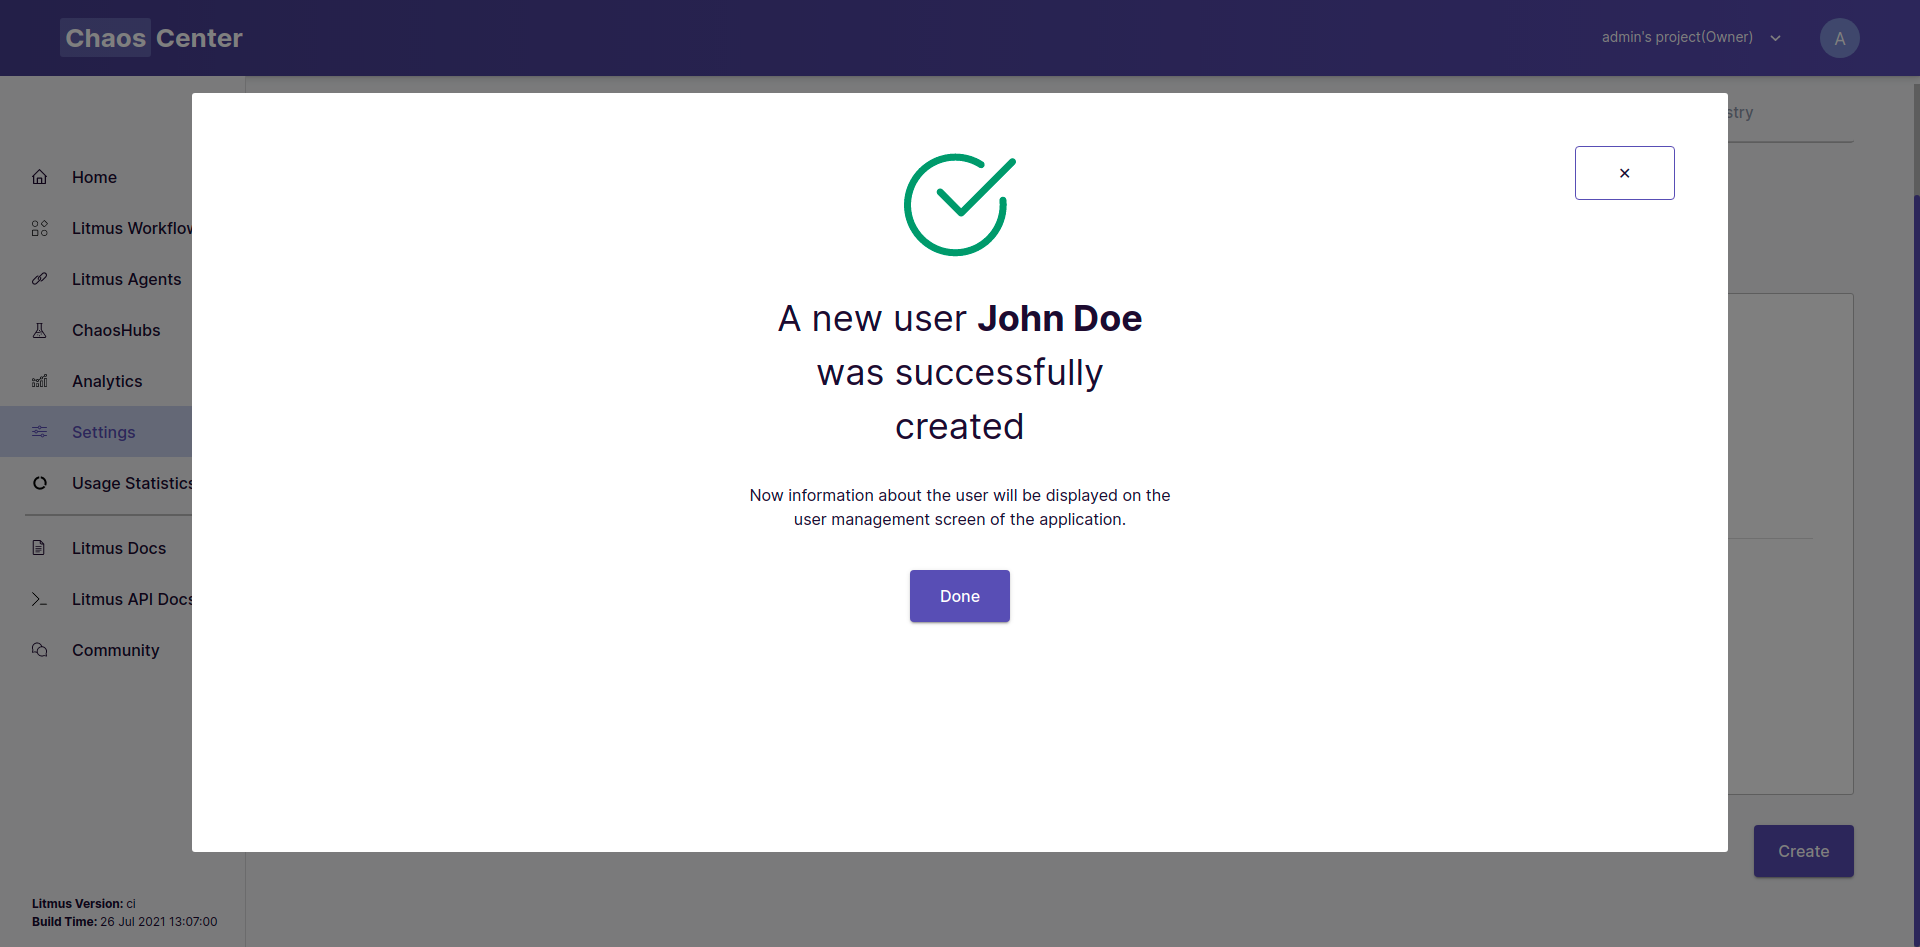 Chaos Center
admin's project(Owner)
A
stry
Home
Litmus Workflow
Litmus Agents
ChaosHubs
Analytics
Settings
Usage Statistics
Litmus Docs
Litmus API Docs
Community
×
A new user John Doe
was successfully
created
Now information about the user will be displayed on the
user management screen of the application.
Done
Create
Litmus Version: ci
Build Time: 26 Jul 2021 13:07:00